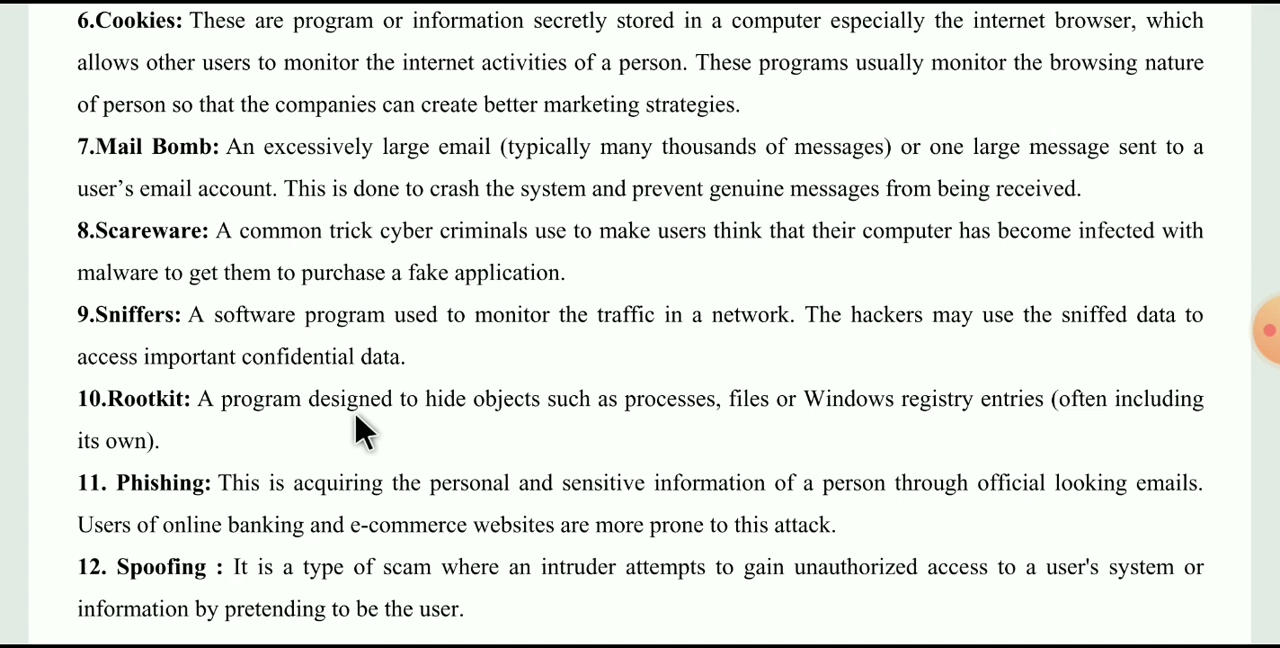 6.Cookies: These are program or information secretly stored in a computer especially the internet browser, which
allows other users to monitor the internet activities of a person. These programs usually monitor the browsing nature
of person so that the companies can create better marketing strategies.
7.Mail Bomb: An excessively large email (typically many thousands of messages) or one large message sent to a
user’s email account. This is done to crash the system and prevent genuine messages from being received.
8.Scareware: A common trick cyber criminals use to make users think that their computer has become infected with
malware to get them to purchase a fake application.
9.Sniffers: A software program used to monitor the traffic in a network. The hackers may use the sniffed data to
access important confidential data.
10.Rootkit: A program designed to hide objects such as processes, files or Windows registry entries (often including
its own).
11. Phishing: This is acquiring the personal and sensitive information of a person through official looking emails.
Users of online banking and e-commerce websites are more prone to this attack.
12. Spoofing : It is a type of scam where an intruder attempts to gain unauthorized access to a user's system or
information by pretending to be the user.